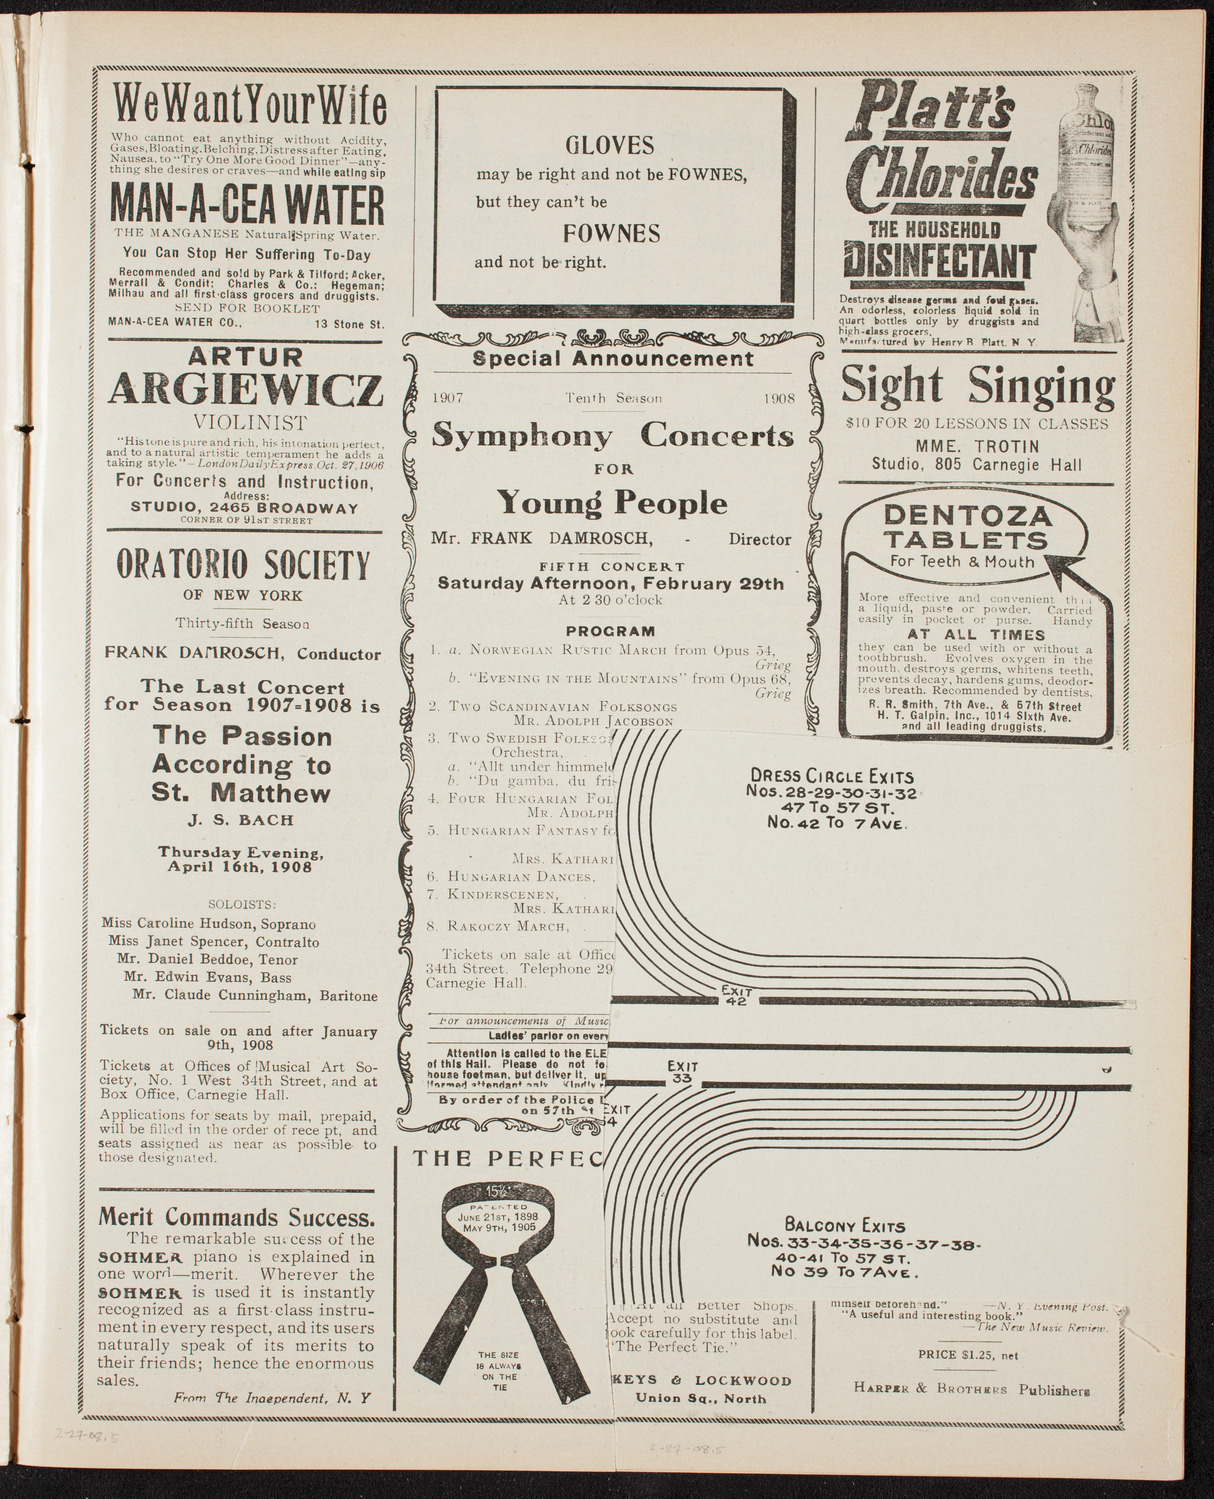 We Want Your Wife
Who cannot eat anything without Acidity,
Gases, Bloating, Belching, Distress after Eating,
Nausea, to "Try One More Good Dinner"—any-
thing she desires or craves—and while eating sip
MAN-A-CEA WATER
THE MANGANESE Natural Spring Water.
You Can Stop Her Suffering To-Day
Recommended and sold by Park & Tilford; Acker,
Merrall & Condit; Charles & Co.; Hegeman;
Milhau and all first-class grocers and druggists.
SEND FOR BOOKLET
MAN-A-CEA WATER CO., 13 Stone St.
ARTUR
ARGIEWICZ
VIOLINIST
"His tone is pure and rich, his intonation perfect,
and to a natural artistic temperament he adds a
taking style."—London Daily Express, Oct. 27, 1906
For Concerts and Instruction,
Address:
STUDIO, 2465 BROADWAY
CORNER OF 91ST STREET
ORATORIO SOCIETY
OF NEW YORK
Thirty-fifth Season
FRANK DAMROSCH, Conductor
The Last Concert
for Season 1907=1908 is
The Passion
According to
St. Matthew
J. S. BACH
Thursday Evening,
April 16th, 1908
SOLOISTS:
Miss Caroline Hudson, Soprano
Miss Janet Spencer, Contralto
Mr. Daniel Beddoe, Tenor
Mr. Edwin Evans, Bass
Mr. Claude Cunningham, Baritone
Tickets on sale on and after January
9th, 1908
Tickets at Offices of Musical Art So-
ciety, No. 1 West 34th Street, and at
Box Office, Carnegie Hall.
Applications for seats by mail, prepaid,
will be filled in the order of receipt, and
seats assigned as near as possible to
those designated.
Merit Commands Success.
The remarkable success of the
SOHMER piano is explained in
one word—merit. Wherever the
SOHMER is used it is instantly
recognized as a first-class instru-
ment in every respect, and its users
naturally speak of its merits to
their friends; hence the enormous
sales.
From The Independent, N. Y
GLOVES
may be right and not be FOWNES,
but they can't be
FOWNES
and not be right.
Special Announcement
1907 Tenth Season 1908
Symphony Concerts
FOR
Young People
Mr. FRANK DAMROSCH, - Director
FIFTH CONCERT
Saturday Afternoon, February 29th
At 2 30 o'clock
PROGRAM
1. a. NORWEGIAN RUSTIC MARCH from Opus 54,
Grieg
b. "EVENING IN THE MOUNTAINS" from Opus 68,
Grieg
2. TWO SCANDINAVIAN FOLKSONGS
MR. ADOLPH JACOBSON
3. TWO SWEDISH
Orchestra,
a. "Allt under
b. "Du gamba, du
4. FOUR HUNGARIAN
MR. ADOLPH
5. HUNGARIAN FANTASY
MRS.
6. HUNGARIAN DANCES,
7. KINDERSCENEN,
MRS.
8. RAKOCZY MARCH,
Tickets on sale at
34th Street. Telephone 29
Carnegie Hall.
For announcements of
Ladies' parlor on
Attention is called to the
of this Hall. Please do not
house footman, but deliver it, up
By order of the Police
on 57th St
THE
15½
PATENTED
JUNE 21ST, 1898
MAY 9TH, 1905
THE SIZE
IS ALWAYS
ON THE
TIE
At all Better Shops.
Accept no substitute and
look carefully for this label.
"The Perfect Tie."
KEYS & LOCKWOOD
Union Sq., North
Platt's
Chlorides
THE HOUSEHOLD
DISINFECTANT
Destroys disease germs and foul gases.
An odorless, colorless liquid sold in
quart bottles only by druggists and
high-class grocers.
Manufactured by Henry B. Platt, N. Y.
Sight Singing
$10 FOR 20 LESSONS IN CLASSES
MME. TROTIN
Studio, 805 Carnegie Hall
DENTOZA
TABLETS
For Teeth & Mouth
More effective and convenient than
a liquid, paste or powder. Carried
easily in pocket or purse. Handy
AT ALL TIMES
they can be used with or without a
toothbrush. Evolves oxygen in the
mouth, destroys germs, whitens teeth,
prevents decay, hardens gums, deodor-
izes breath. Recommended by dentists.
R. R. Smith, 7th Ave., & 57th Street
H. T. Galpin, Inc., 1014 Sixth Ave.
and all leading druggists.
DRESS CIRCLE EXITS
NOS. 28-29-30-31-32
47 TO 57 ST.
NO. 42 TO 7 AVE.
EXIT
42
EXIT
33
EXIT
BALCONY EXITS
NOS. 33-34-35-36-37-38-
40-41 TO 57 ST.
NO 39 TO 7 AVE.
himself beforehand." —N. Y. Evening Post.
"A useful and interesting book."
—The New Music Review.
PRICE $1.25, net
HARPER & BROTHERS Publishers
2-27-08.5
2-27-08.5